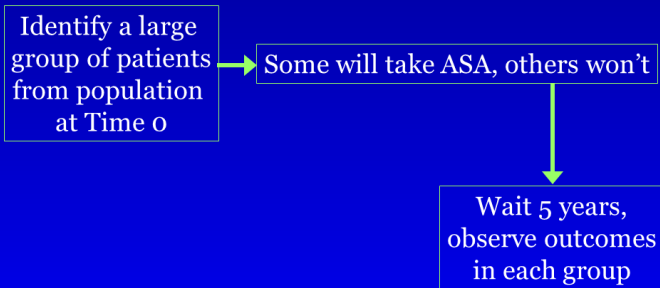 Identify a large
group of patients
from population
at Time 0
Some will take ASA, others won’t
Wait 5 years,
observe outcomes
in each group